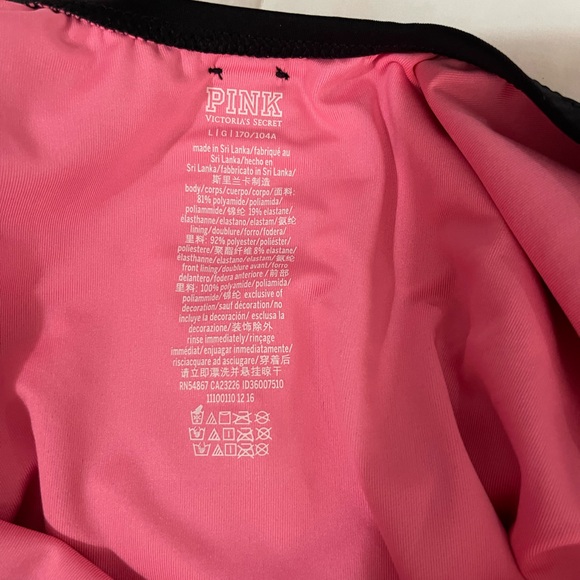 PINK
VICTORIA'S SECRET
L | G | 170/104A
made in Sri Lanka/fabriqué au
Sri Lanka/hecho en
Sri Lanka/fabbricato in Sri Lanka/
斯里兰卡制造
body/corps/cuerpo/corpo/面料:
81% polyamide/poliamida/
poliammide/锦纶 19% elastane/
élasthanne/elastano/elastam/氨纶
lining/doublure/forro/fodera/
里料: 92% polyester/poliéster/
poliestere/聚酯纤维 8% elastane/
élasthanne/elastano/elastam/氨纶
front lining/doublure avant/forro
delantero/fodera anteriore /前部
里料: 100% polyamide/poliamida/
poliammide/锦纶 exclusive of
decoration/sauf décoration/no
incluye la decoración/ esclusa la
decorazione/装饰除外
rinse immediately/rinçage
immédiat/enjuagar inmediatamente/
risciacquare ad asciugare/穿着后
请立即漂洗并悬挂晾干
RN54867 CA23226 ID36007510
11100110 12.16